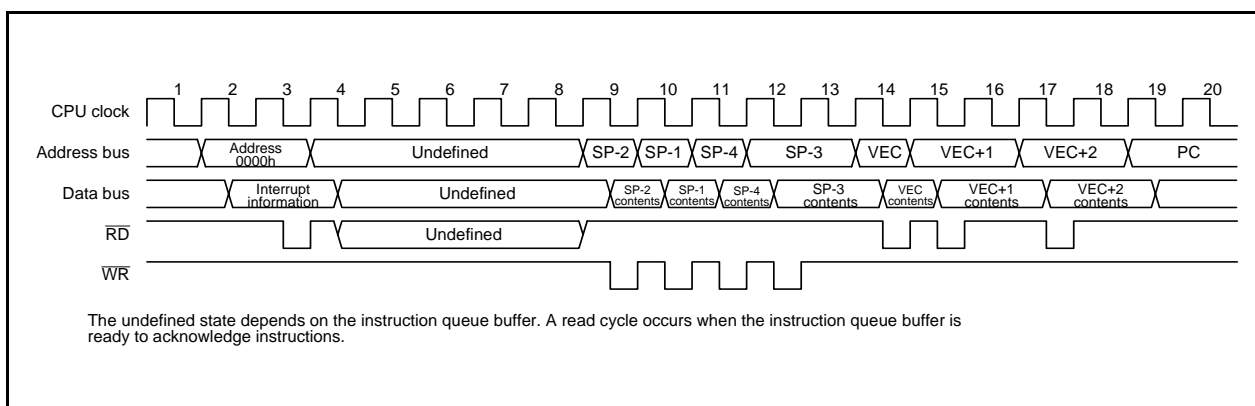 1 2 3 4 5 6 7 8 9 10 11 12 13 14 15 16 17 18 19 20
CPU clock
Address bus
Address
0000h
Undefined
SP-2 SP-1 SP-4 SP-3 VEC VEC+1 VEC+2 PC
Data bus
Interrupt
information
Undefined
SP-2
contents
SP-1
contents
SP-4
contents
SP-3
contents
VEC
contents
VEC+1
contents
VEC+2
contents
RD
Undefined
WR
The undefined state depends on the instruction queue buffer. A read cycle occurs when the instruction queue buffer is
ready to acknowledge instructions.